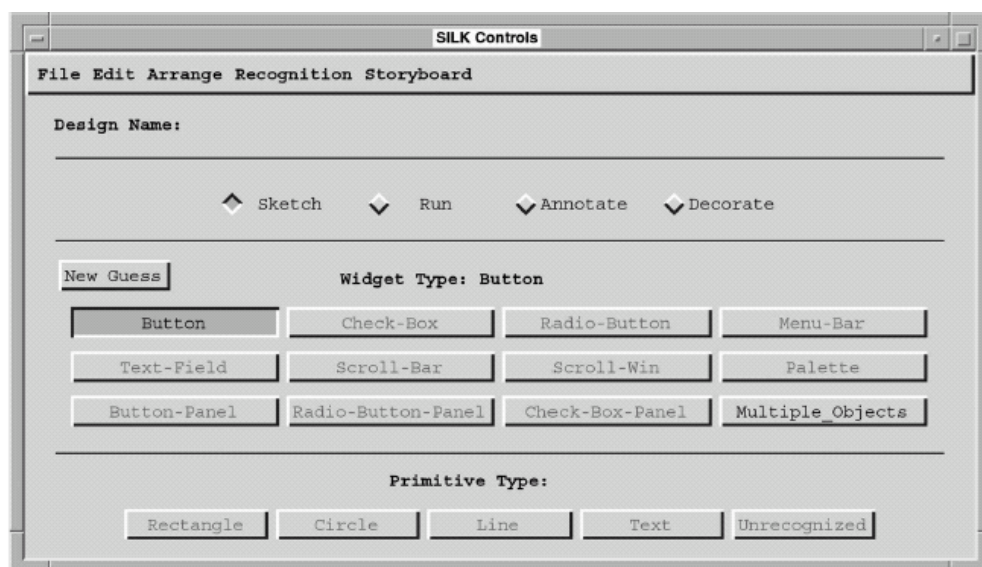 SILK Controls
File Edit Arrange Recognition Storyboard
Design Name:
Sketch Run Annotate Decorate
New Guess Widget Type: Button
Button Check-Box Radio-Button Menu-Bar
Text-Field Scroll-Bar Scroll-Win Palette
Button-Panel Radio-Button-Panel Check-Box-Panel Multiple_Objects
Primitive Type:
Rectangle Circle Line Text Unrecognized